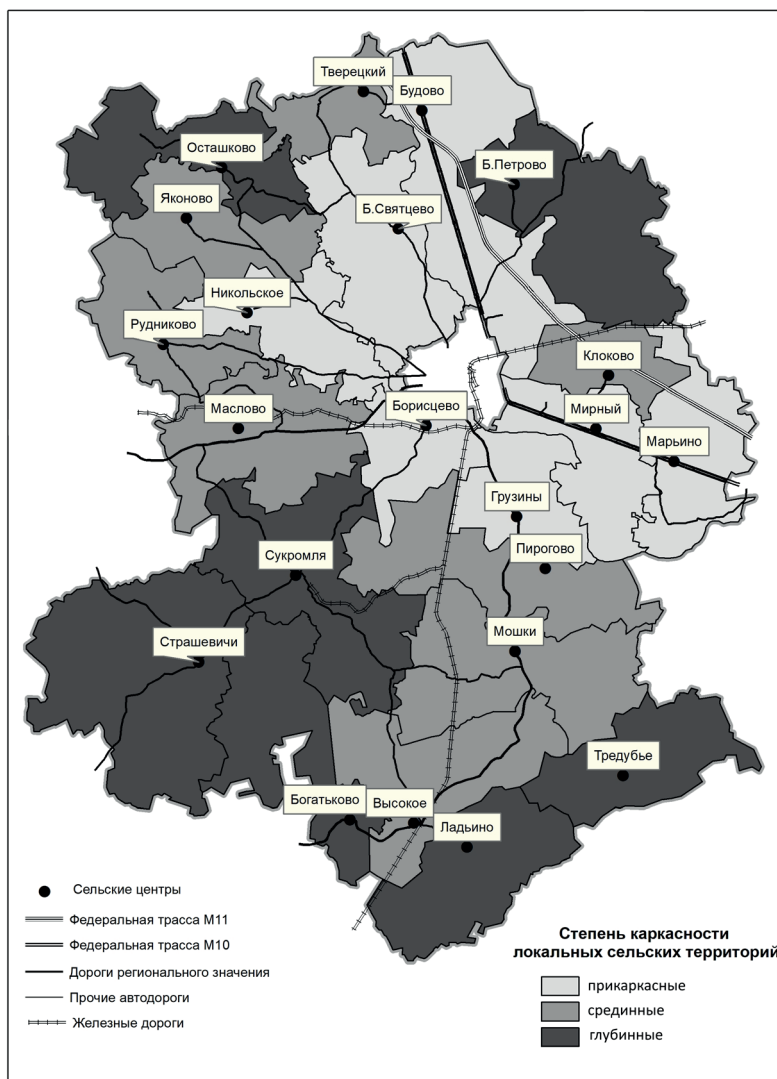 Тверецкий
Будово
Осташково
Б.Петрово
Яконово
Б.Святцево
Никольское
Рудниково
Клоково
Маслово
Борисцево
Мирный
Марьино
Грузины
Сукромля
Пирогово
Страшевичи
Мошки
Тредубье
Богатьково
Высокое
Ладьино
Сельские центры
Федеральная трасса М11
Федеральная трасса М10
Дороги регионального значения
Прочие автодороги
Железные дороги
Степень каркасности
локальных сельских территорий
прикаркасные
срединные
глубинные